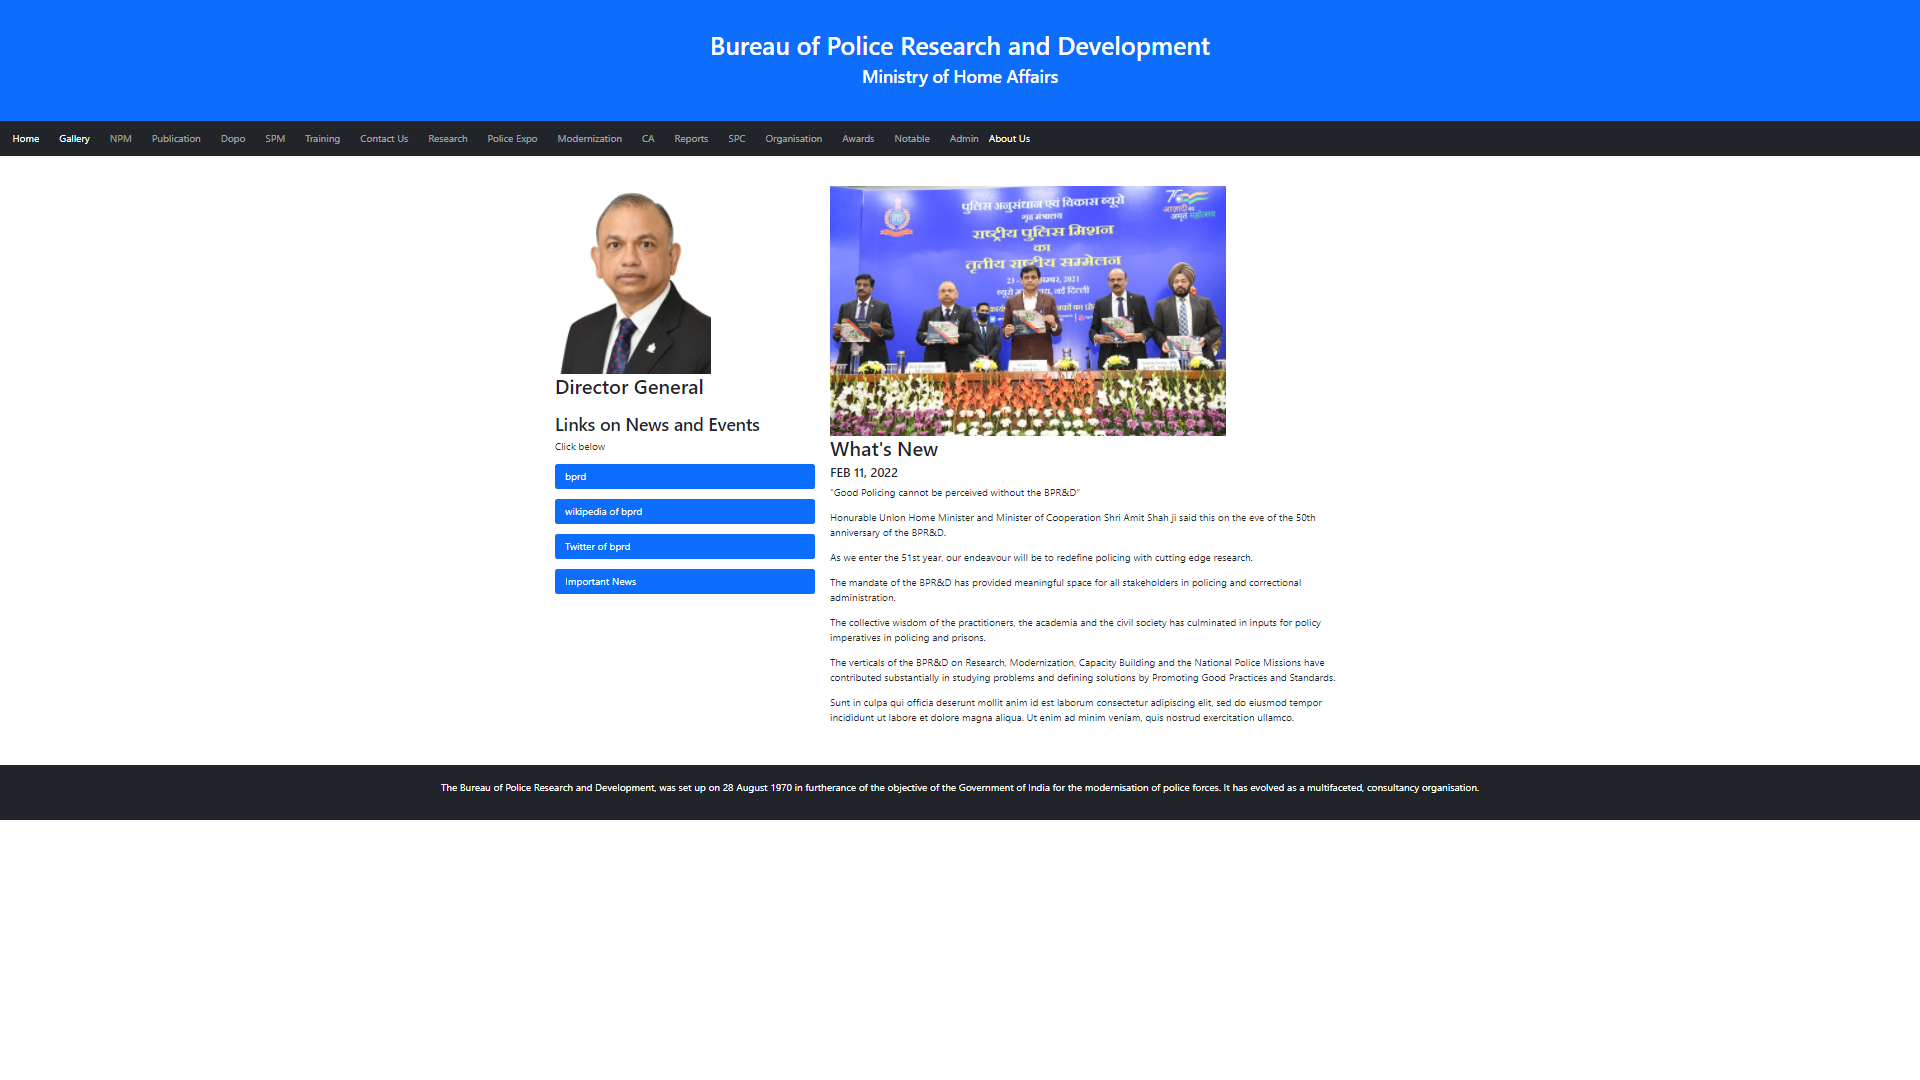 Bureau of Police Research and Development
Ministry of Home Affairs
Home Gallery NPM Publication Dopo SPM Training Contact Us Research Police Expo Modernization CA Reports SPC Organisation Awards Notable Admin About Us
Director General
Links on News and Events
Click below
bprd
wikipedia of bprd
Twitter of bprd
Important News
पुलिस अनुसंधान एवं विकास ब्यूरो
गृह मंत्रालय
राष्ट्रीय पुलिस मिशन
का
तृतीय राष्ट्रीय सम्मेलन
नई दिल्ली
आज़ादी का
अमृत महोत्सव
What's New
FEB 11, 2022
"Good Policing cannot be perceived without the BPR&D"
Honurable Union Home Minister and Minister of Cooperation Shri Amit Shah ji said this on the eve of the 50th
anniversary of the BPR&D.
As we enter the 51st year, our endeavour will be to redefine policing with cutting edge research.
The mandate of the BPR&D has provided meaningful space for all stakeholders in policing and correctional
administration.
The collective wisdom of the practitioners, the academia and the civil society has culminated in inputs for policy
imperatives in policing and prisons.
The verticals of the BPR&D on Research, Modernization, Capacity Building and the National Police Missions have
contributed substantially in studying problems and defining solutions by Promoting Good Practices and Standards.
Sunt in culpa qui officia deserunt mollit anim id est laborum consectetur adipiscing elit, sed do eiusmod tempor
incididunt ut labore et dolore magna aliqua. Ut enim ad minim veniam, quis nostrud exercitation ullamco.
The Bureau of Police Research and Development, was set up on 28 August 1970 in furtherance of the objective of the Government of India for the modernisation of police forces. It has evolved as a multifaceted, consultancy organisation.